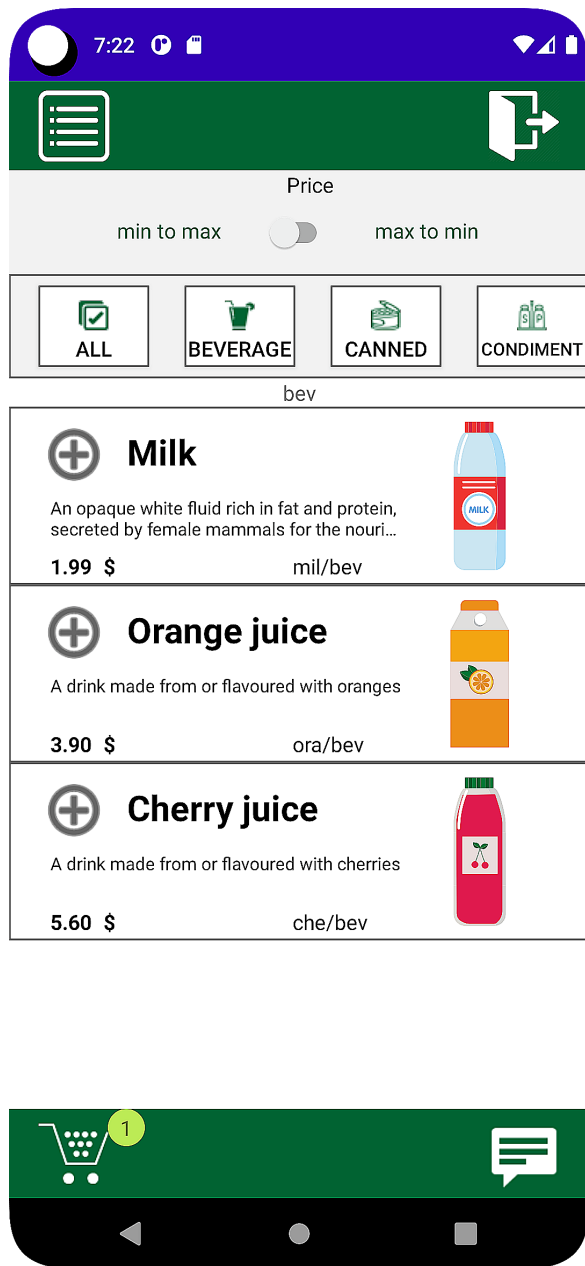 7:22
Price
min to max
max to min
ALL
BEVERAGE
CANNED
S P
CONDIMENT
bev
Milk
An opaque white fluid rich in fat and protein,
secreted by female mammals for the nouri...
1.99 $
mil/bev
MILK
Orange juice
A drink made from or flavoured with oranges
3.90 $
ora/bev
Cherry juice
A drink made from or flavoured with cherries
5.60 $
che/bev
1